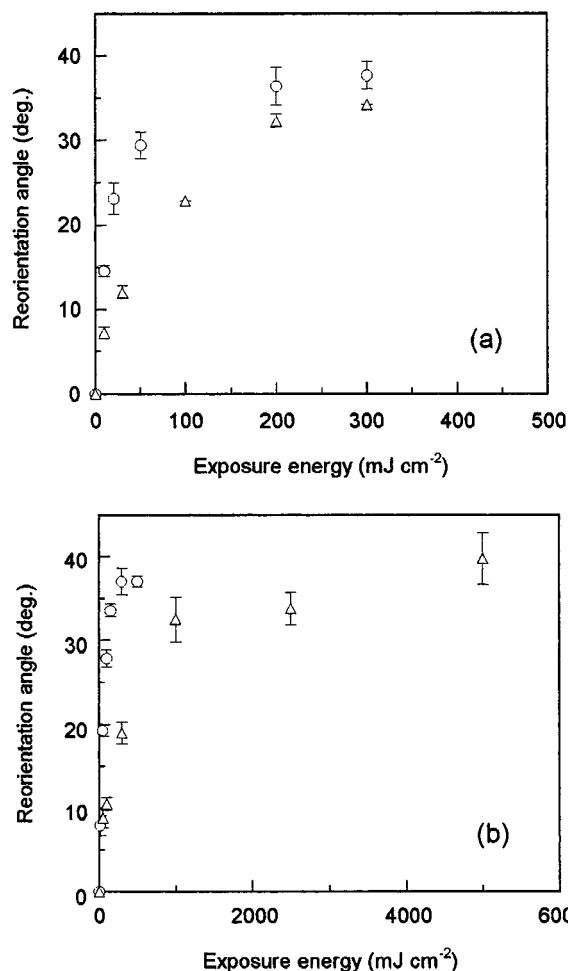 Reorientation angle (deg.)
40
30
20
10
0
(a)
0 100 200 300 400 500
Exposure energy (mJ cm-2)
Reorientation angle (deg.)
40
30
20
10
0
(b)
0 2000 4000 600
Exposure energy (mJ cm-2)